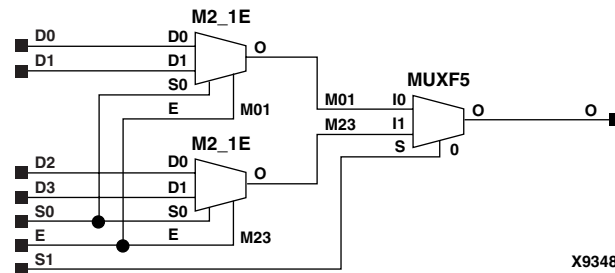 M2_1E
D0 D0 O
D1 D1
S0
E M01
MUXF5
M01 I0 O O
M23 I1
S 0
M2_1E
D2 D0 O
D3 D1
S0 S0
E E M23
S1
X9348